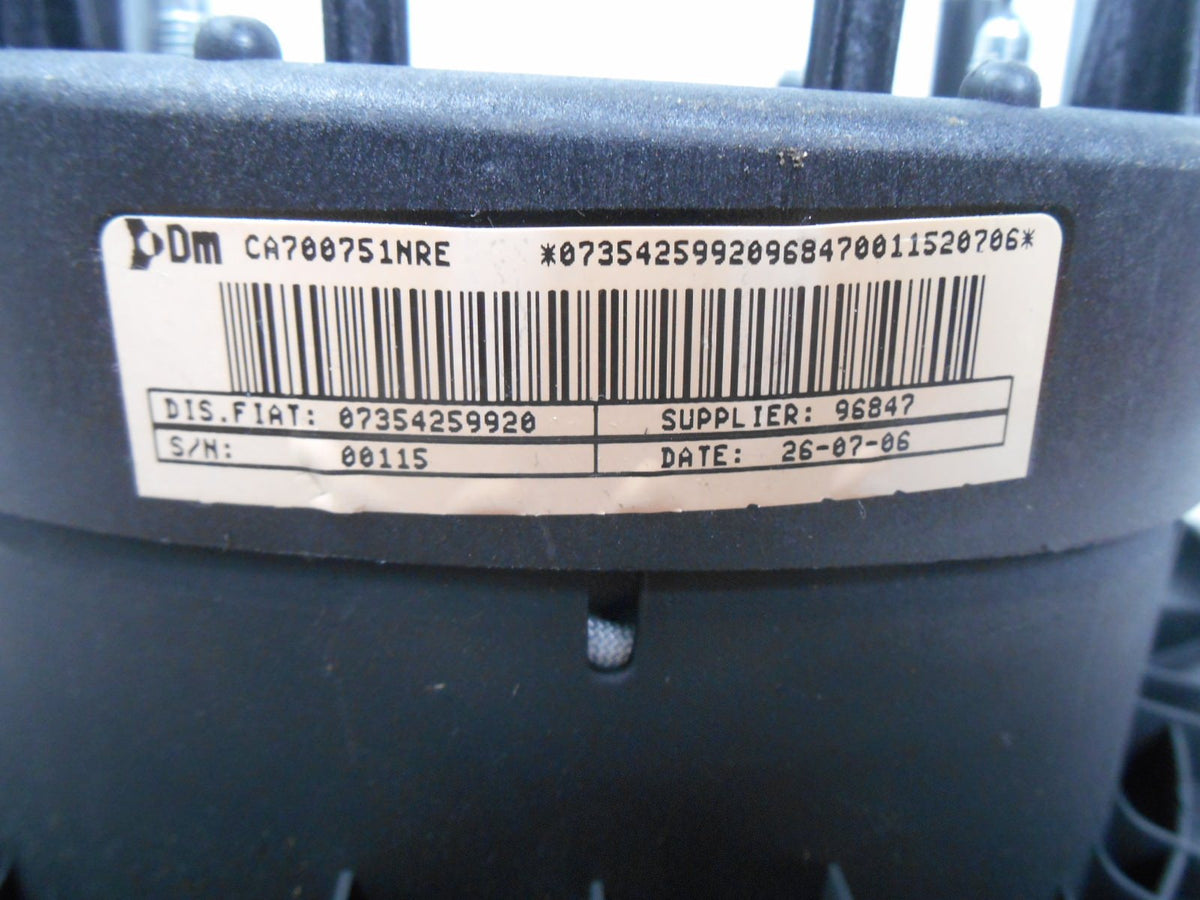 Dm CA700751NRE *07354259920968470011520706*
DIS.FIAT: 07354259920 SUPPLIER: 96847
S/N: 00115 DATE: 26-07-06